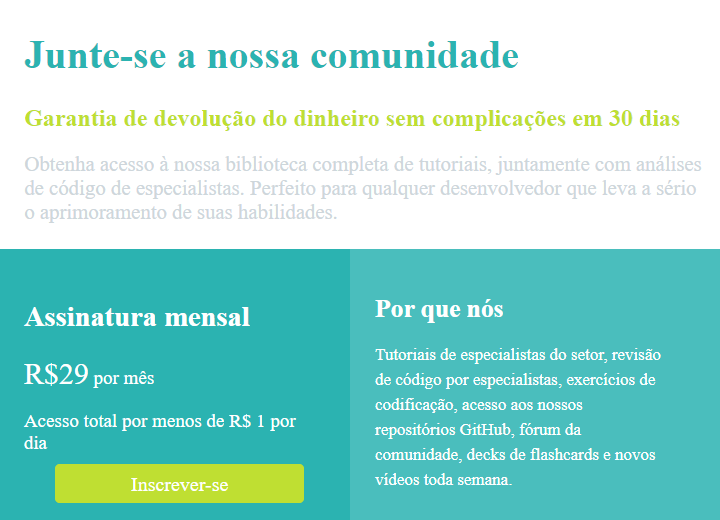 Junte-se a nossa comunidade
Garantia de devolução do dinheiro sem complicações em 30 dias
Obtenha acesso à nossa biblioteca completa de tutoriais, juntamente com análises
de código de especialistas. Perfeito para qualquer desenvolvedor que leva a sério
o aprimoramento de suas habilidades.
Assinatura mensal
R$29 por mês
Acesso total por menos de R$ 1 por
dia
Inscrever-se
Por que nós
Tutoriais de especialistas do setor, revisão
de código por especialistas, exercícios de
codificação, acesso aos nossos
repositórios GitHub, fórum da
comunidade, decks de flashcards e novos
vídeos toda semana.